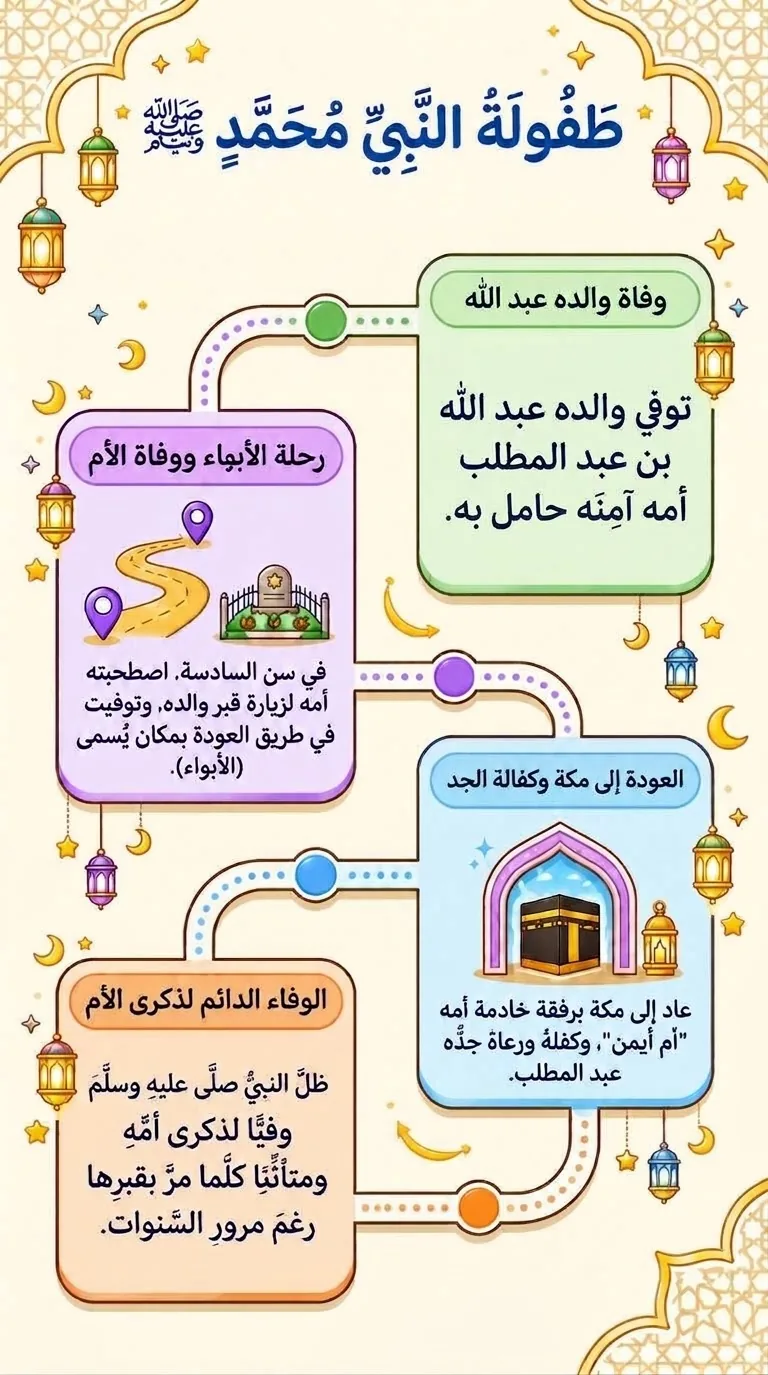 طَفُولَةُ النَّبِيِّ مُحَمَّدٍ ﷺ
وفاة والده عبد الله
توفي والده عبد الله
بن عبد المطلب
أمه آمِنَه حامل به.
رحلة الأبواء ووفاة الأم
في سن السادسة، اصطحبته
أمه لزيارة قبر والده، وتوفيت
في طريق العودة بمكان يُسمى
(الأبواء).
العودة إلى مكة وكفالة الجد
عاد إلى مكة برفقة خادمة أمه
"أم أيمن"، وكفلهُ ورعاهٗ جدُّه
عبد المطلب.
الوفاء الدائم لذكرى الأم
ظلَّ النبيُّ صلَّى عليهِ وسلَّمَ
وفيًّا لذكرى أمِّهِ
كلَّما مرَّ بقبرِها
رغمَ مرورِ السَّنوات.